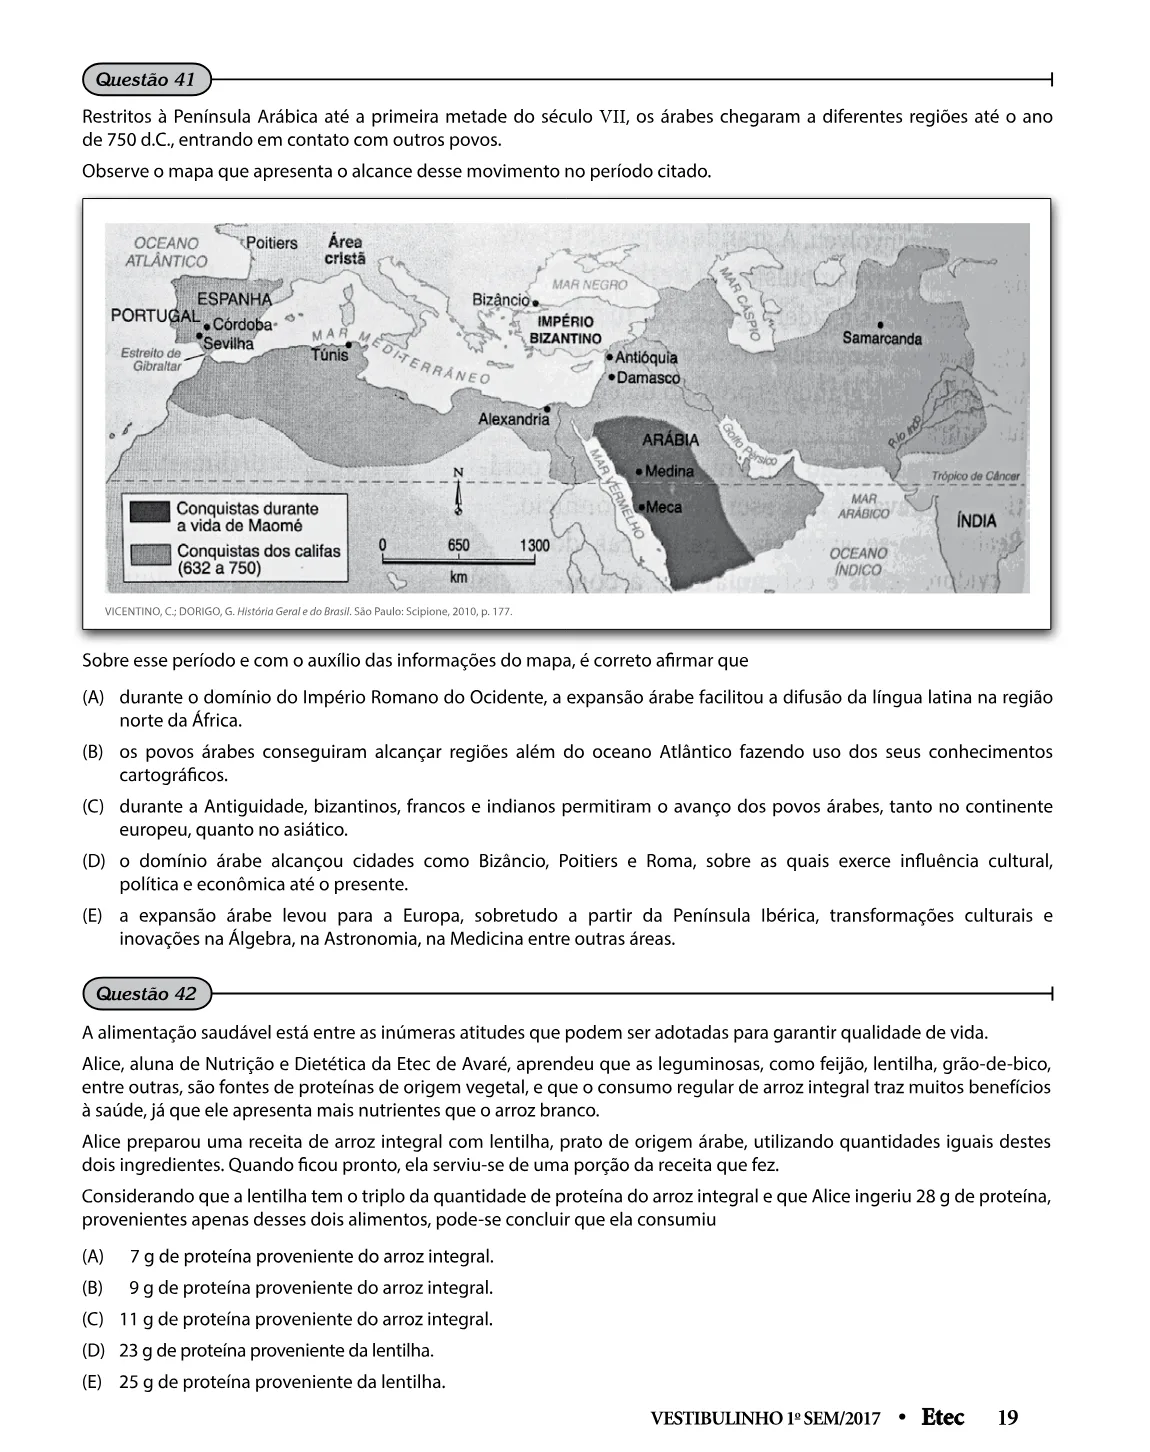 Questão 41
Restritos à Península Arábica até a primeira metade do século VII, os árabes chegaram a diferentes regiões até o ano
de 750 d.C., entrando em contato com outros povos.
Observe o mapa que apresenta o alcance desse movimento no período citado.
OCEANO
ATLÂNTICO
Poitiers
Área
cristã
MAR NEGRO
MAR CÁSPIO
ESPANHA
Bizâncio
PORTUGAL
Córdoba
IMPÉRIO
BIZANTINO
Sevilha
MAR MEDITERRÂNEO
Samarcanda
Estreito de
Gibraltar
Túnis
Antióquia
Damasco
Alexandria
Golfo Pérsico
Rio Indo
ARÁBIA
MAR VERMELHO
Medina
N
Trópico de Câncer
Meca
MAR
ARÁBICO
ÍNDIA
Conquistas durante
a vida de Maomé
Conquistas dos califas
(632 a 750)
0 650 1300
km
OCEANO
ÍNDICO
VICENTINO, C.; DORIGO, G. História Geral e do Brasil. São Paulo: Scipione, 2010, p. 177.
Sobre esse período e com o auxílio das informações do mapa, é correto afirmar que
(A) durante o domínio do Império Romano do Ocidente, a expansão árabe facilitou a difusão da língua latina na região
norte da África.
(B) os povos árabes conseguiram alcançar regiões além do oceano Atlântico fazendo uso dos seus conhecimentos
cartográficos.
(C) durante a Antiguidade, bizantinos, francos e indianos permitiram o avanço dos povos árabes, tanto no continente
europeu, quanto no asiático.
(D) o domínio árabe alcançou cidades como Bizâncio, Poitiers e Roma, sobre as quais exerce influência cultural,
política e econômica até o presente.
(E) a expansão árabe levou para a Europa, sobretudo a partir da Península Ibérica, transformações culturais e
inovações na Álgebra, na Astronomia, na Medicina entre outras áreas.
Questão 42
A alimentação saudável está entre as inúmeras atitudes que podem ser adotadas para garantir qualidade de vida.
Alice, aluna de Nutrição e Dietética da Etec de Avaré, aprendeu que as leguminosas, como feijão, lentilha, grão-de-bico,
entre outras, são fontes de proteínas de origem vegetal, e que o consumo regular de arroz integral traz muitos benefícios
à saúde, já que ele apresenta mais nutrientes que o arroz branco.
Alice preparou uma receita de arroz integral com lentilha, prato de origem árabe, utilizando quantidades iguais destes
dois ingredientes. Quando ficou pronto, ela serviu-se de uma porção da receita que fez.
Considerando que a lentilha tem o triplo da quantidade de proteína do arroz integral e que Alice ingeriu 28 g de proteína,
provenientes apenas desses dois alimentos, pode-se concluir que ela consumiu
(A) 7 g de proteína proveniente do arroz integral.
(B) 9 g de proteína proveniente do arroz integral.
(C) 11 g de proteína proveniente do arroz integral.
(D) 23 g de proteína proveniente da lentilha.
(E) 25 g de proteína proveniente da lentilha.
VESTIBULINHO 1º SEM/2017 • Etec 19